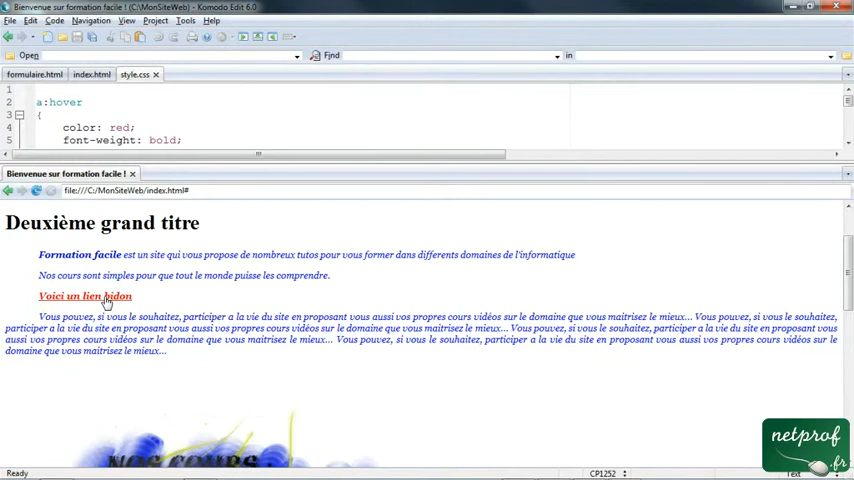 Bienvenue sur formation facile ! (C:\MonSiteWeb) - Komodo Edit 6.0
File Edit Code Navigation View Project Tools Help
Open Find in
formulaire.html index.html style.css
1
2 a:hover
3 {
4 color: red;
5 font-weight: bold;
Bienvenue sur formation facile !
file:///C:/MonSiteWeb/index.html#
Deuxième grand titre
Formation facile est un site qui vous propose de nombreux tutos pour vous former dans differents domaines de l'informatique
Nos cours sont simples pour que tout le monde puisse les comprendre.
Voici un lien bidon
Vous pouvez, si vous le souhaitez, participer a la vie du site en proposant vous aussi vos propres cours vidéos sur le domaine que vous maitrisez le mieux... Vous pouvez, si vous le souhaitez,
participer a la vie du site en proposant vous aussi vos propres cours vidéos sur le domaine que vous maitrisez le mieux... Vous pouvez, si vous le souhaitez, participer a la vie du site en proposant vous
aussi vos propres cours vidéos sur le domaine que vous maitrisez le mieux... Vous pouvez, si vous le souhaitez, participer a la vie du site en proposant vous aussi vos propres cours vidéos sur le
domaine que vous maitrisez le mieux...
NOS COURS
netprof
.fr
Ready CP1252 Text